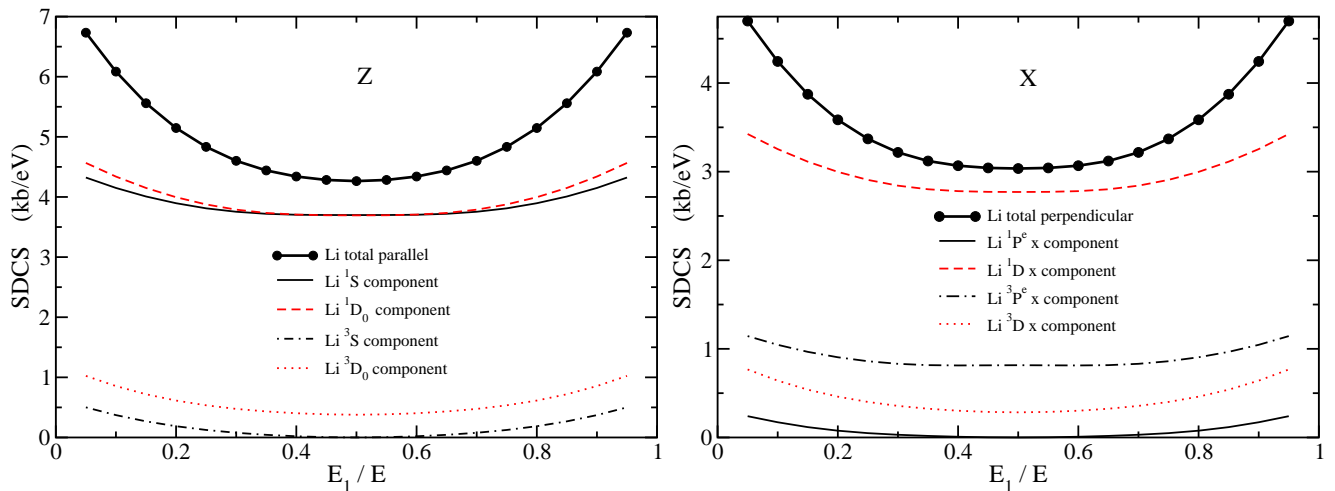 7
6
5
4
3
2
1
0
SDCS (kb/eV)
Z
Li total parallel
Li ¹S component
Li ¹D₀ component
Li ³S component
Li ³D₀ component
0 0.2 0.4 0.6 0.8 1
E₁ / E
4
3
2
1
0
SDCS (kb/eV)
X
Li total perpendicular
Li ¹Pᵉ x component
Li ¹D x component
Li ³Pᵉ x component
Li ³D x component
0 0.2 0.4 0.6 0.8 1
E₁ / E